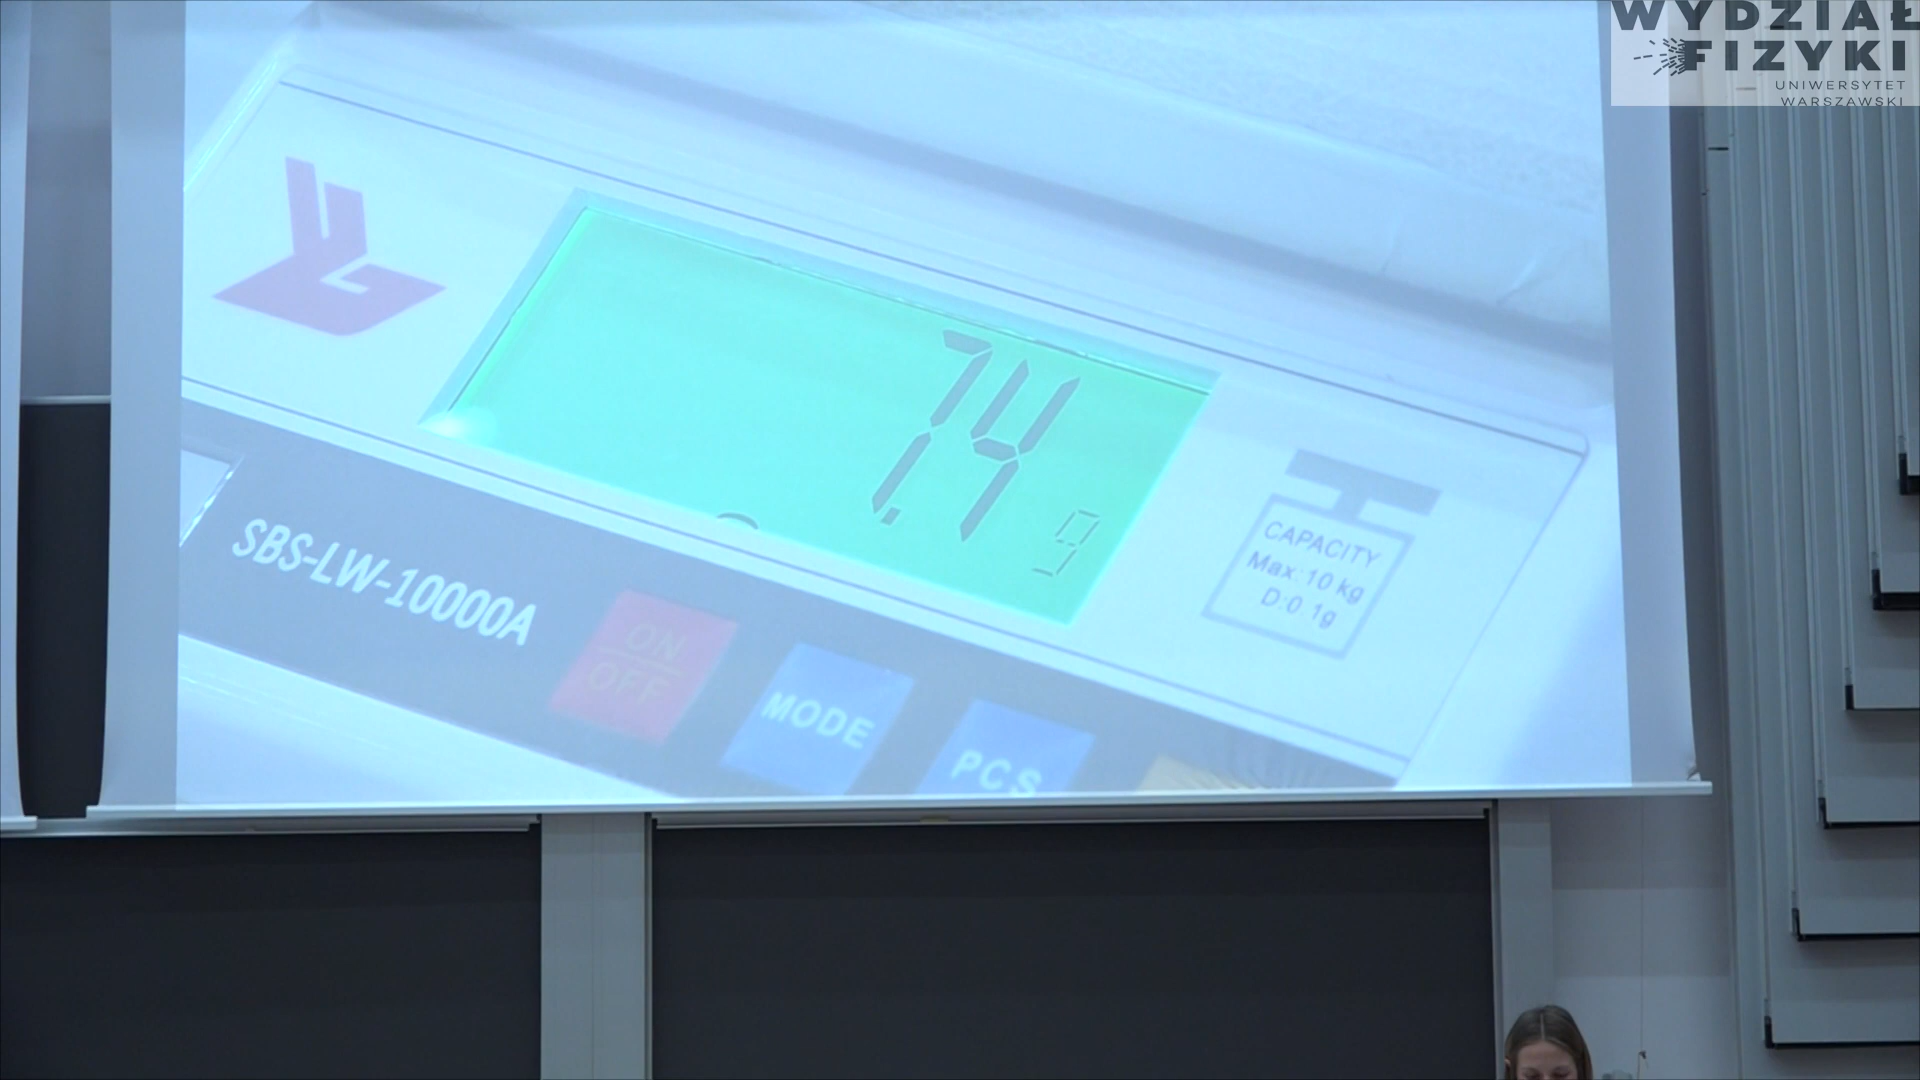 WYDZIAŁ
FIZYKI
UNIWERSYTET
WARSZAWSKI
7.4 g
CAPACITY
Max:10 kg
D:0.1g
SBS-LW-10000A
ON
OFF
MODE
PCS